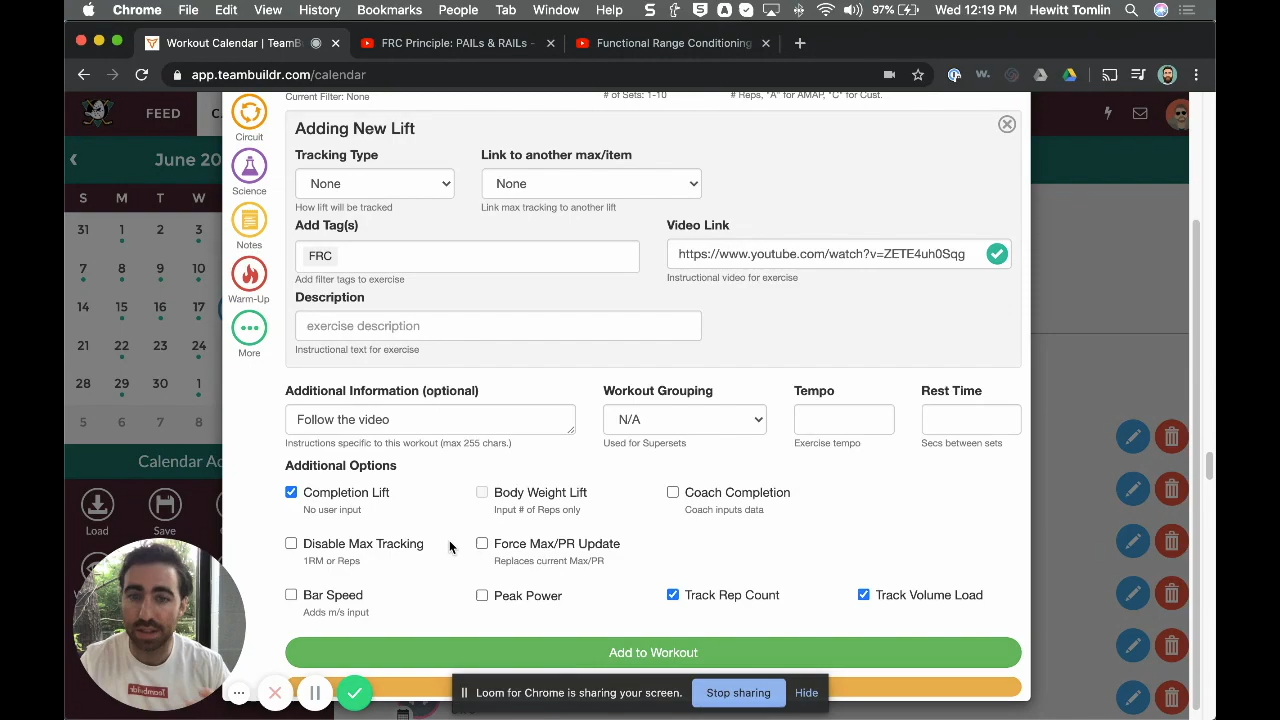 Chrome File Edit View History Bookmarks People Tab Window Help 97% Wed 12:19 PM Hewitt Tomlin
Workout Calendar | TeamB
FRC Principle: PAILs & RAILs -
Functional Range Conditioning
app.teambuildr.com/calendar
Current Filter: None
# of Sets: 1-10
# Reps, "A" for AMAP, "C" for Cust.
FEED
C
June 20
S M T W
31 1 2 3
7 8 9 10
14 15 16 17
21 22 23 24
28 29 30 1
5 6 7 8
Calendar Ac
Load
Save
Circuit
Science
Notes
Warm-Up
More
Adding New Lift
Tracking Type
Link to another max/item
None
None
How lift will be tracked
Link max tracking to another lift
Add Tag(s)
Video Link
FRC
https://www.youtube.com/watch?v=ZETE4uh0Sqg
Add filter tags to exercise
Instructional video for exercise
Description
exercise description
Instructional text for exercise
Additional Information (optional)
Workout Grouping
Tempo
Rest Time
Follow the video
N/A
Instructions specific to this workout (max 255 chars.)
Used for Supersets
Exercise tempo
Secs between sets
Additional Options
Completion Lift
Body Weight Lift
Coach Completion
No user input
Input # of Reps only
Coach inputs data
Disable Max Tracking
Force Max/PR Update
1RM or Reps
Replaces current Max/PR
Bar Speed
Peak Power
Track Rep Count
Track Volume Load
Adds m/s input
Add to Workout
Loom for Chrome is sharing your screen.
Stop sharing
Hide
Teambuildr